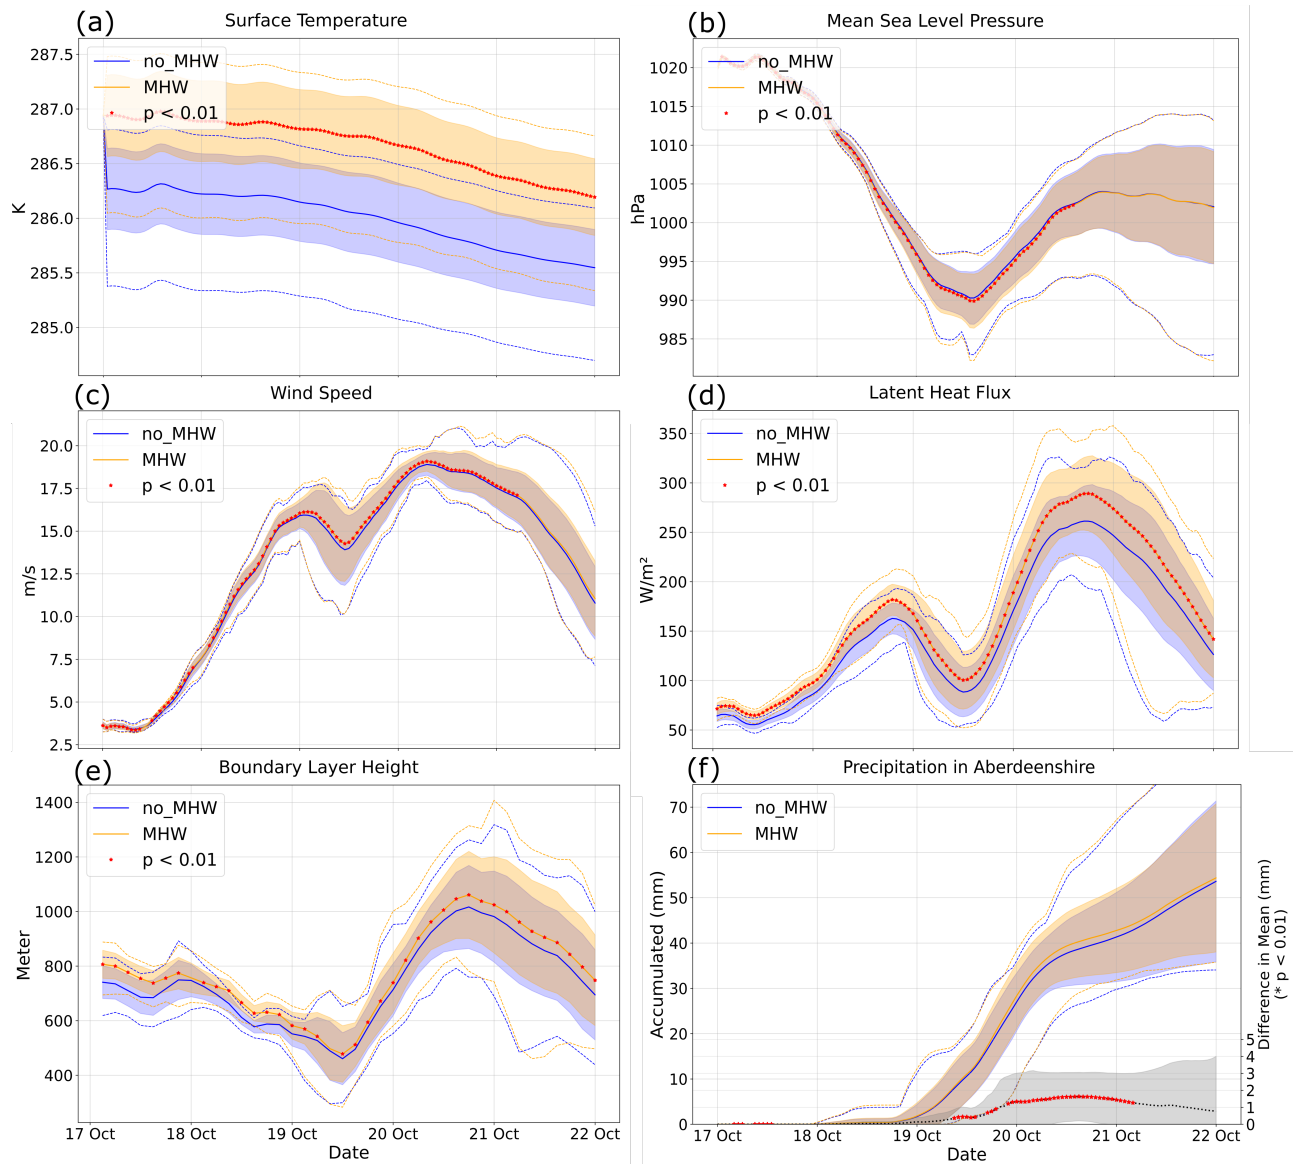 (a)
Surface Temperature
287.5
287.0
286.5
286.0
285.5
285.0
K
no_MHW
MHW
p < 0.01
(b)
Mean Sea Level Pressure
1020
1015
1010
1005
1000
995
990
985
hPa
no_MHW
MHW
p < 0.01
(c)
Wind Speed
20.0
17.5
15.0
12.5
10.0
7.5
5.0
2.5
m/s
no_MHW
MHW
p < 0.01
(d)
Latent Heat Flux
350
300
250
200
150
100
50
W/m²
no_MHW
MHW
p < 0.01
(e)
Boundary Layer Height
1400
1200
1000
800
600
400
Meter
no_MHW
MHW
p < 0.01
17 Oct
18 Oct
19 Oct
20 Oct
21 Oct
22 Oct
Date
(f)
Precipitation in Aberdeenshire
70
60
50
40
30
20
10
0
Accumulated (mm)
no_MHW
MHW
5
4
3
2
1
0
Difference in Mean (mm)
(* p < 0.01)
17 Oct
18 Oct
19 Oct
20 Oct
21 Oct
22 Oct
Date